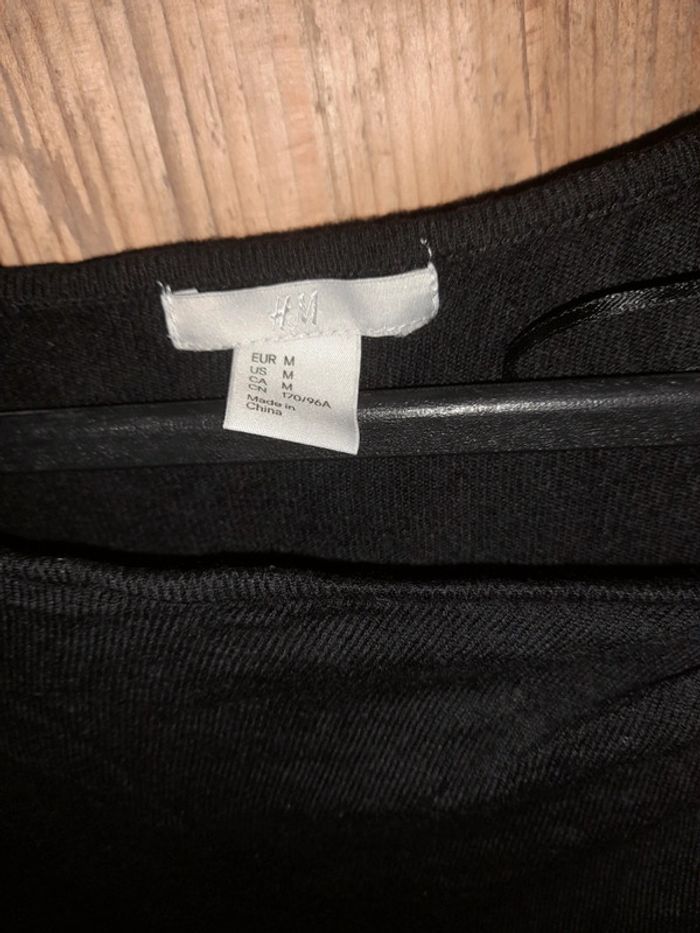 H&M
EUR M
US M
CA M
CN 170/96A
Made in
China